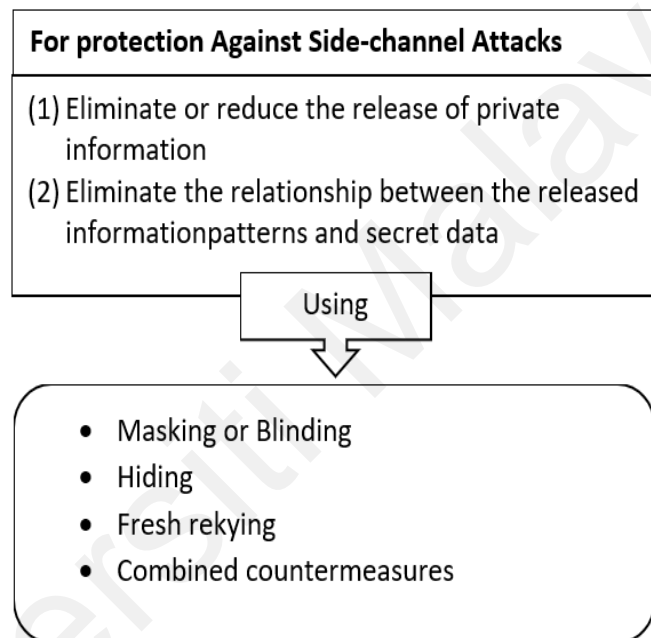 For protection Against Side-channel Attacks
(1) Eliminate or reduce the release of private
information
(2) Eliminate the relationship between the released
informationpatterns and secret data
Using
• Masking or Blinding
• Hiding
• Fresh rekying
• Combined countermeasures